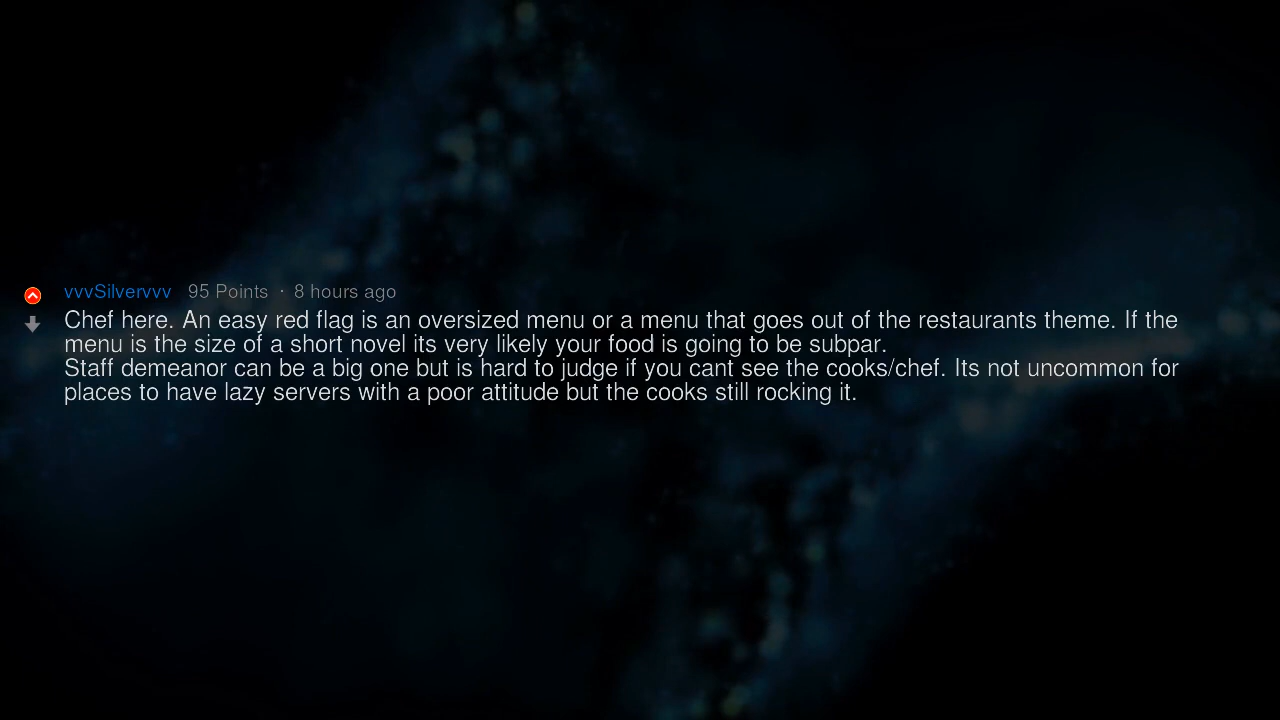 vvvSilvervvv 95 Points · 8 hours ago
Chef here. An easy red flag is an oversized menu or a menu that goes out of the restaurants theme. If the
menu is the size of a short novel its very likely your food is going to be subpar.
Staff demeanor can be a big one but is hard to judge if you cant see the cooks/chef. Its not uncommon for
places to have lazy servers with a poor attitude but the cooks still rocking it.